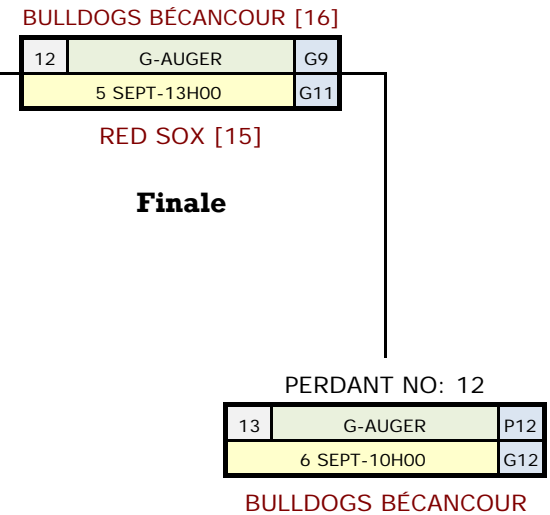 BULLDOGS BÉCANCOUR [16]
12 G-AUGER G9
5 SEPT-13H00 G11
RED SOX [15]
Finale
PERDANT NO: 12
13 G-AUGER P12
6 SEPT-10H00 G12
BULLDOGS BÉCANCOUR